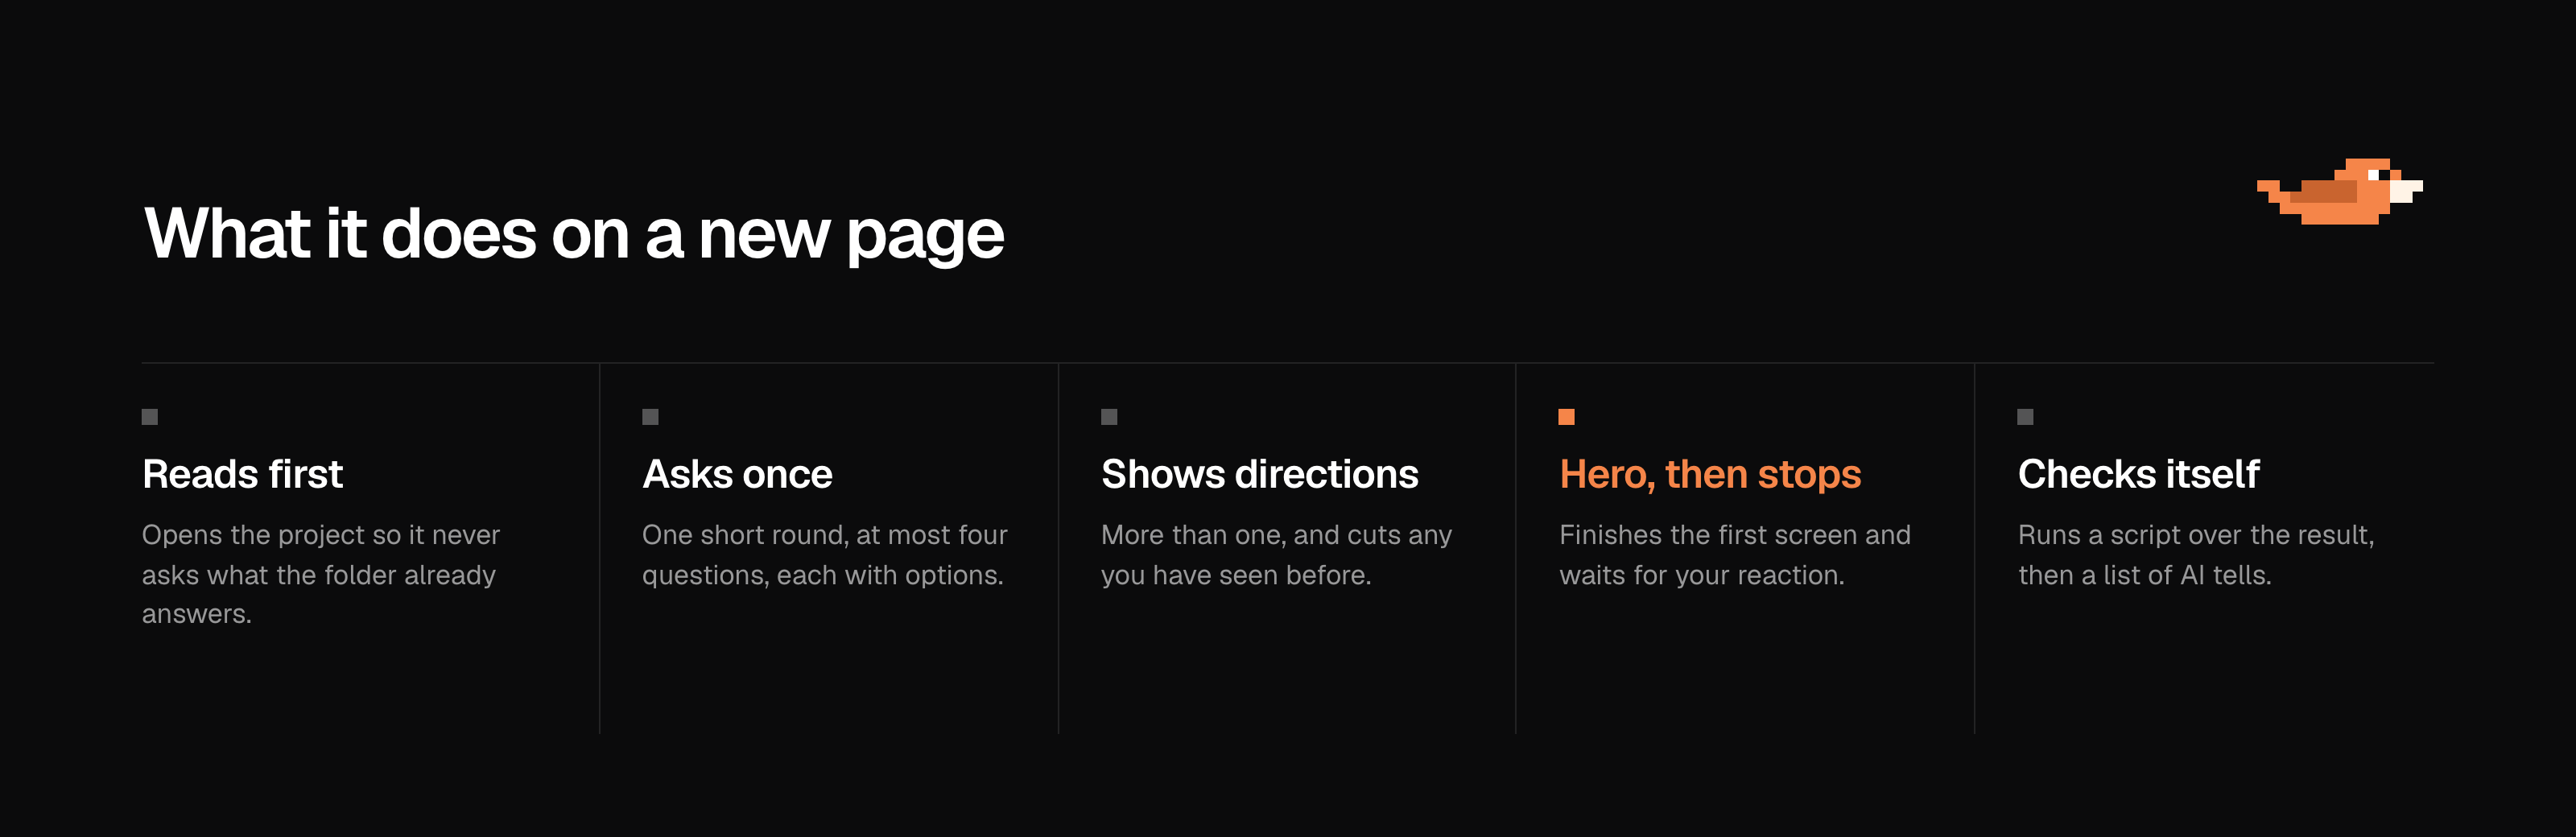 What it does on a new page
Reads first
Opens the project so it never
asks what the folder already
answers.
Asks once
One short round, at most four
questions, each with options.
Shows directions
More than one, and cuts any
you have seen before.
Hero, then stops
Finishes the first screen and
waits for your reaction.
Checks itself
Runs a script over the result,
then a list of AI tells.